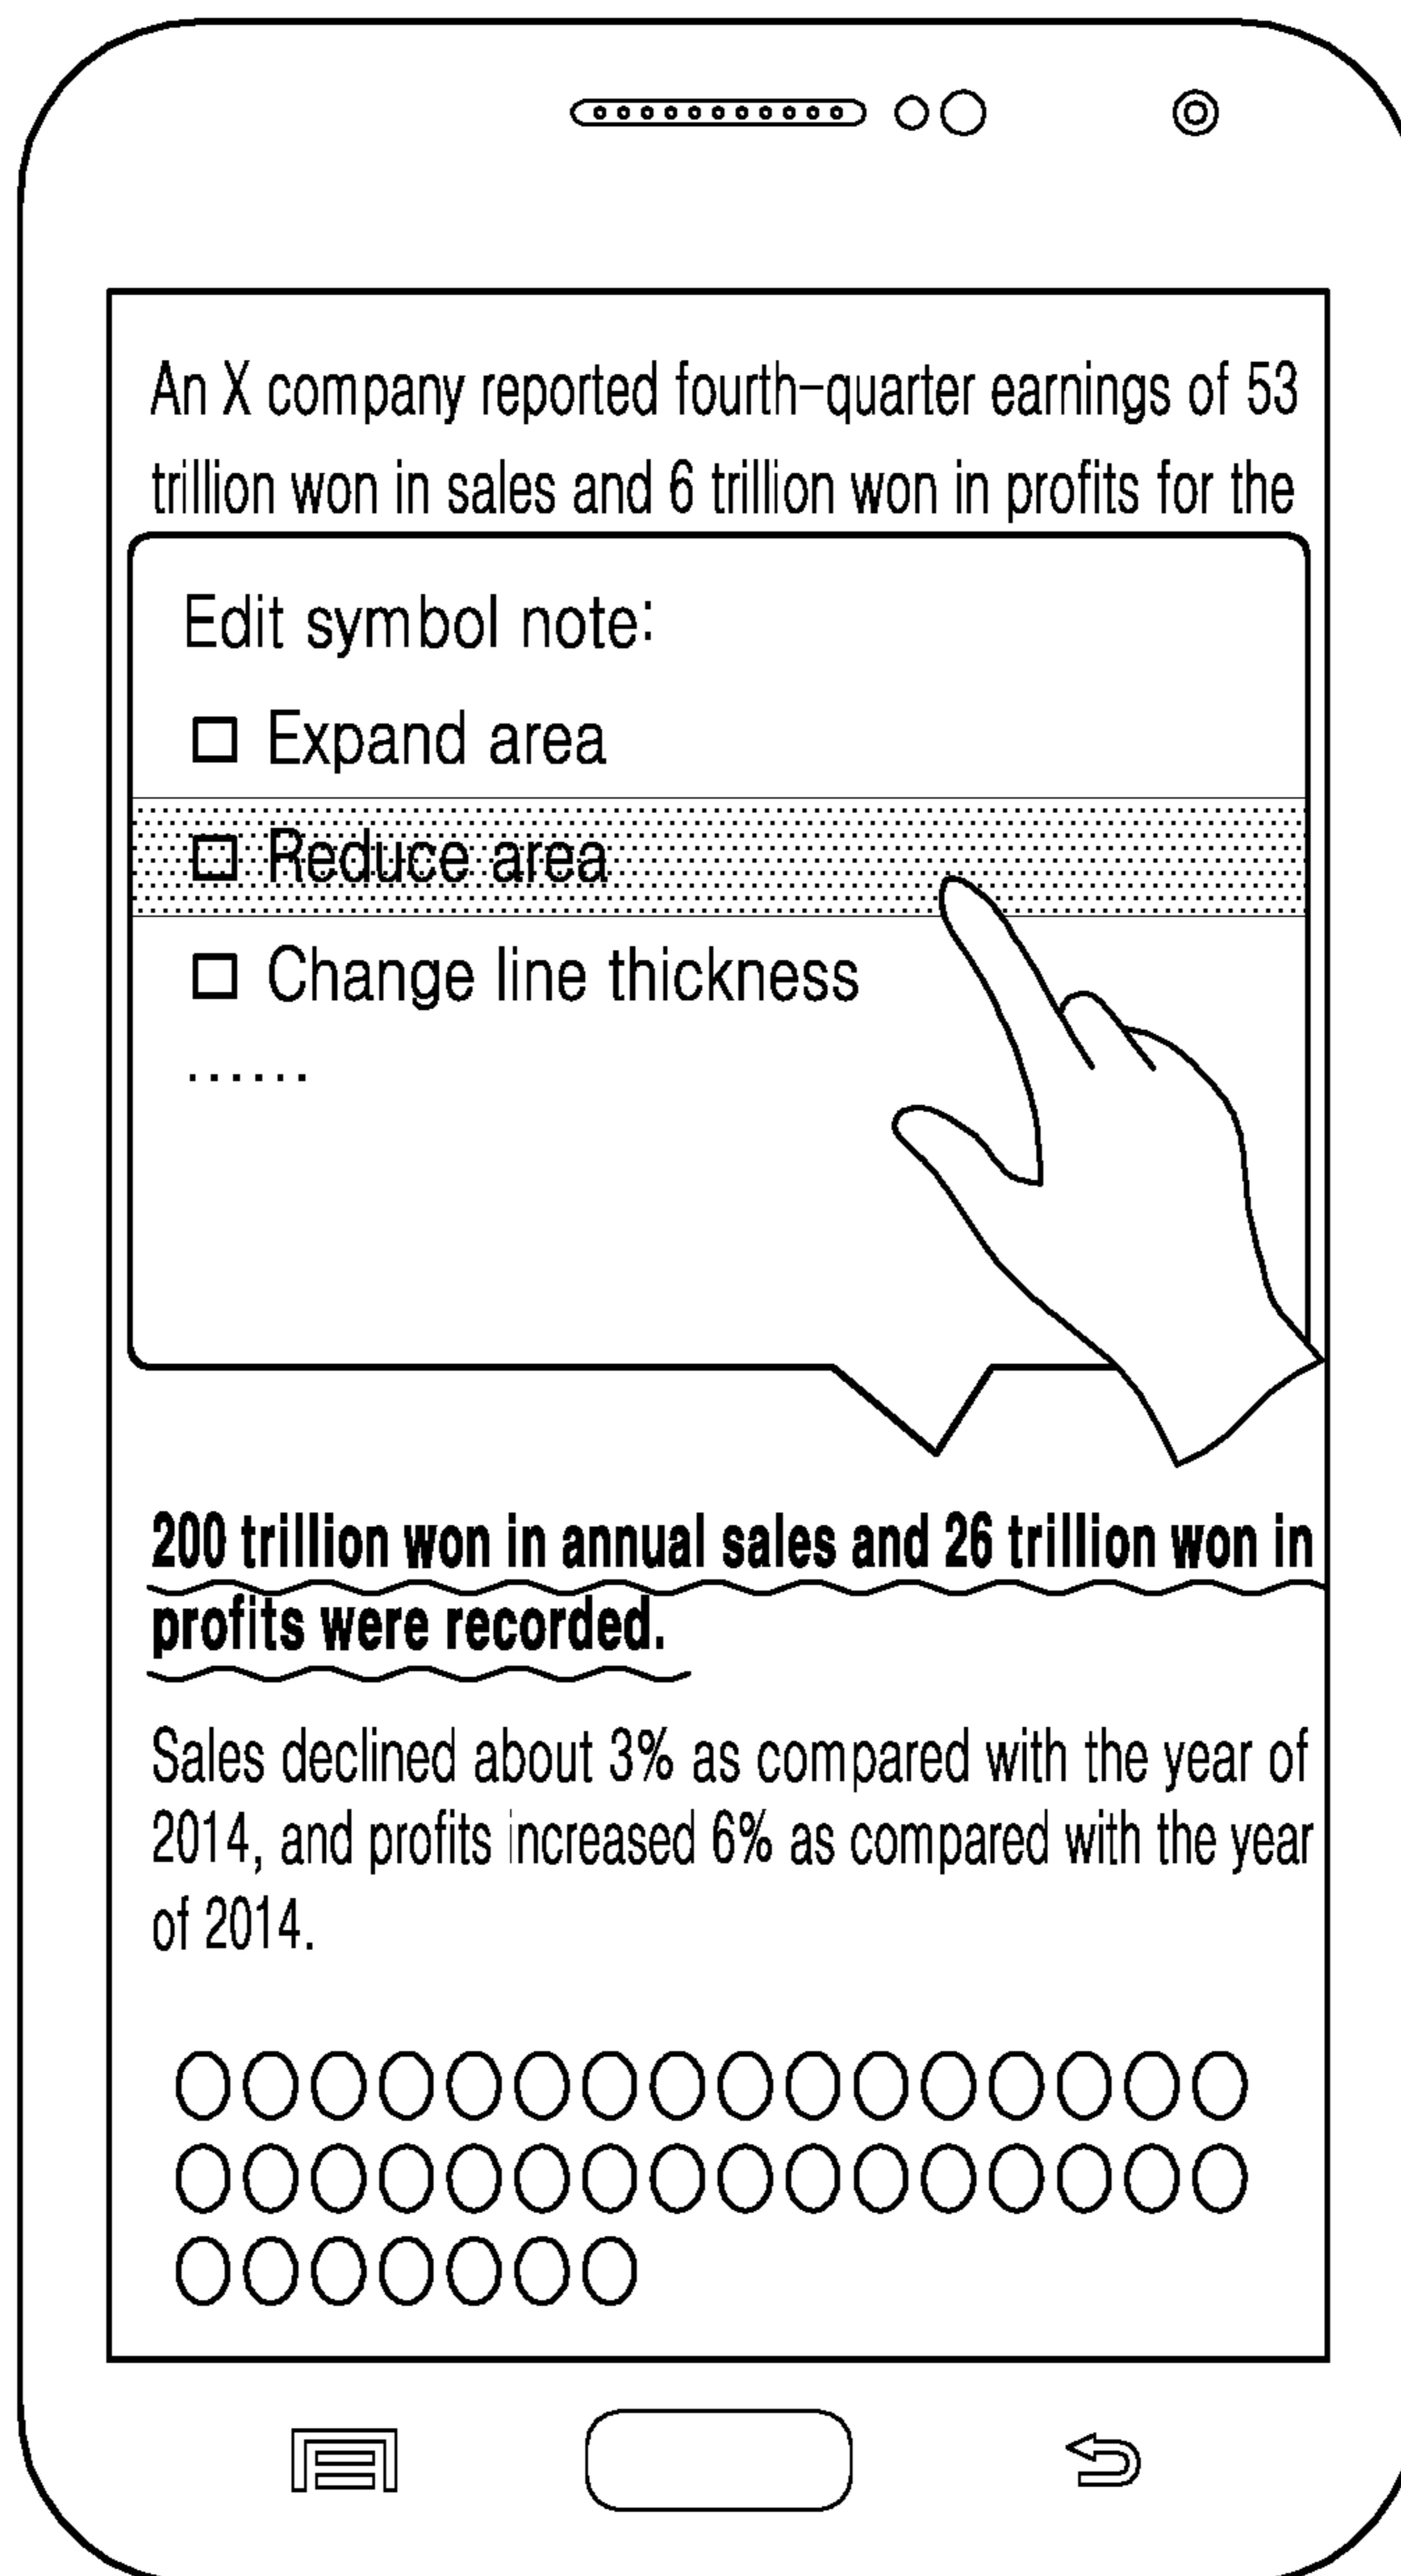 An X company reported fourth-quarter earnings of 53
trillion won in sales and 6 trillion won in profits for the
Edit symbol note:
□ Expand area
□ Reduce area
□ Change line thickness
......
200 trillion won in annual sales and 26 trillion won in
profits were recorded.
Sales declined about 3% as compared with the year of
2014, and profits increased 6% as compared with the year
of 2014.
○○○○○○○○○○○○○○○○
○○○○○○○○○○○○○○○○
○○○○○○○